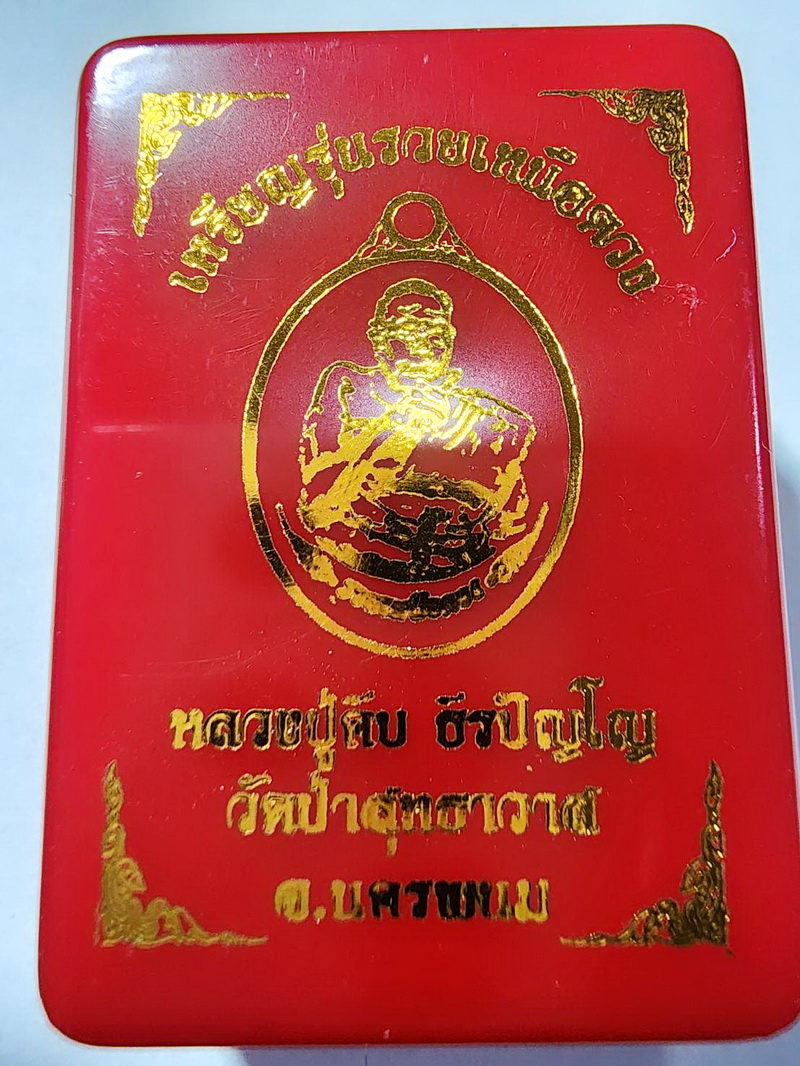 เหรียญรุ่นรวยเหนือดวง
หลวงปู่คีบ ธีรปัญโญ
วัดป่าสุทธาวาส
จ.นครพนม